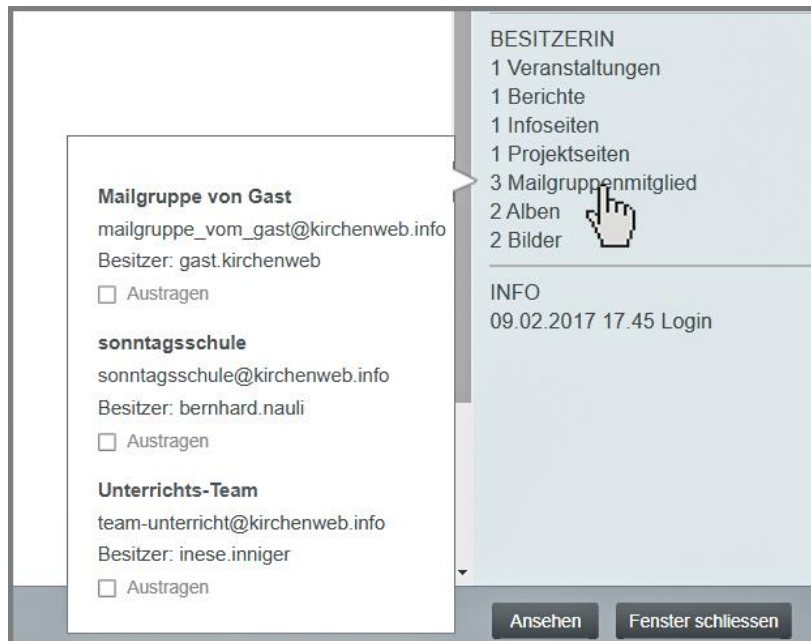 BESITZERIN
1 Veranstaltungen
1 Berichte
1 Infoseiten
1 Projektseiten
3 Mailgruppenmitglied
2 Alben
2 Bilder
INFO
09.02.2017 17.45 Login
Mailgruppe von Gast
mailgruppe_vom_gast@kirchenweb.info
Besitzer: gast.kirchenweb
Austragen
sonntagsschule
sonntagsschule@kirchenweb.info
Besitzer: bernhard.nauli
Austragen
Unterrichts-Team
team-unterricht@kirchenweb.info
Besitzer: inese.inniger
Austragen
Ansehen
Fenster schliessen